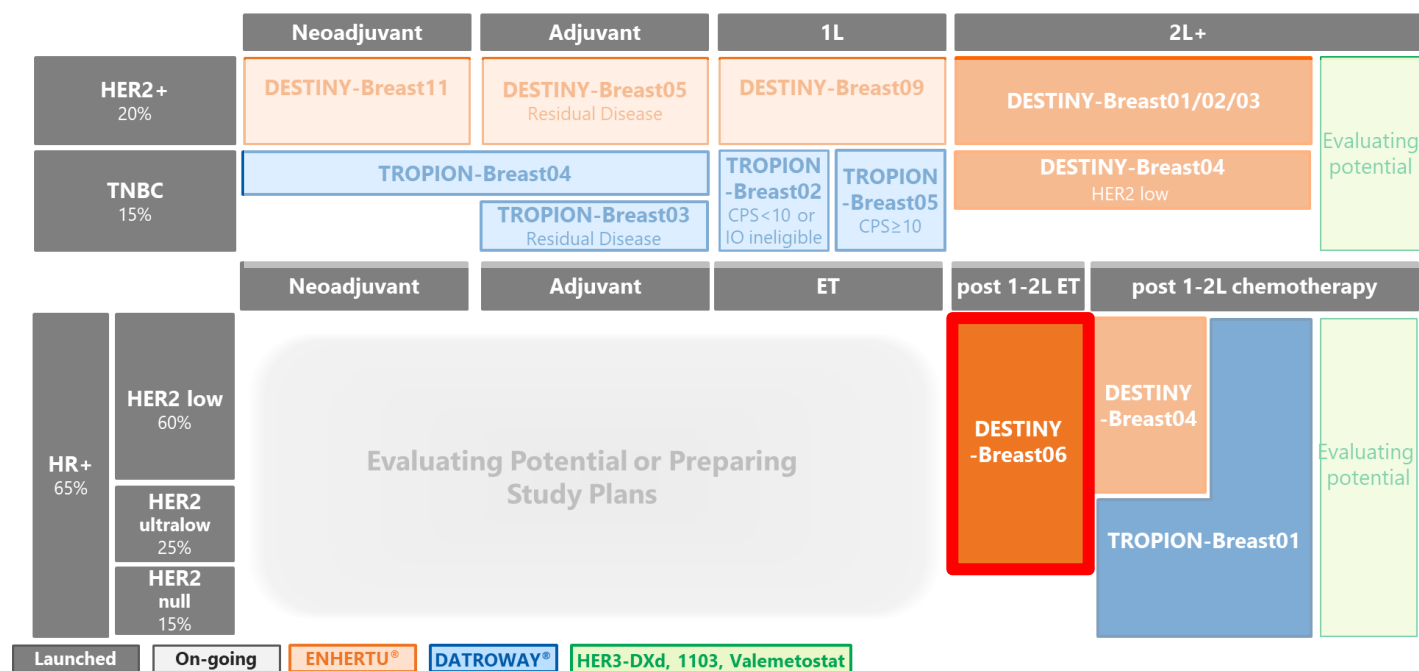 Neoadjuvant
Adjuvant
1L
2L+
HER2+
20%
DESTINY-Breast11
DESTINY-Breast05
Residual Disease
DESTINY-Breast09
DESTINY-Breast01/02/03
Evaluating
potential
TNBC
15%
TROPION-Breast04
TROPION-Breast03
Residual Disease
TROPION
-Breast02
CPS<10 or
IO ineligible
TROPION
-Breast05
CPS≥10
DESTINY-Breast04
HER2 low
Neoadjuvant
Adjuvant
ET
post 1-2L ET
post 1-2L chemotherapy
HR+
65%
HER2 low
60%
HER2
ultralow
25%
HER2
null
15%
Evaluating Potential or Preparing
Study Plans
DESTINY
-Breast06
DESTINY
-Breast04
TROPION-Breast01
Evaluating
potential
Launched
On-going
ENHERTU®
DATROWAY®
HER3-DXd, 1103, Valemetostat